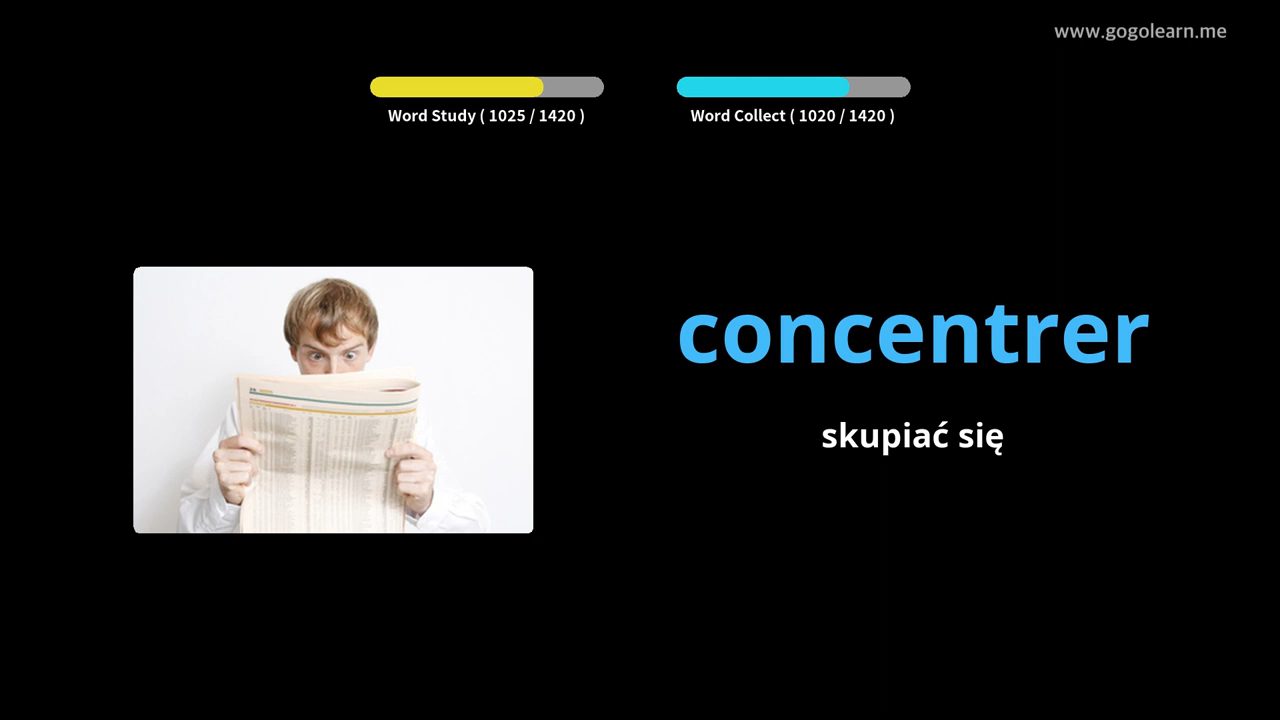 www.gogolearn.me
Word Study ( 1025 / 1420 )
Word Collect ( 1020 / 1420 )
concentrer
skupiać się